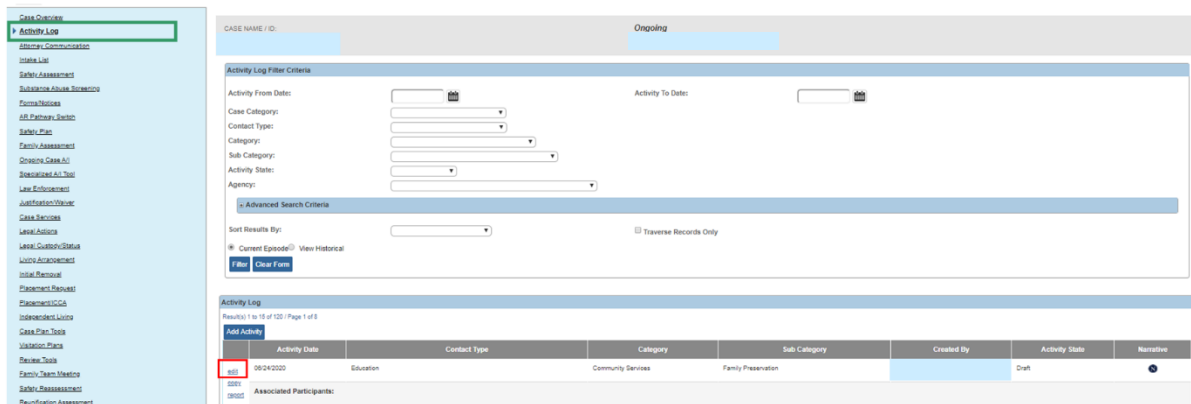 Case Overview
Activity Log
Attorney Communication
Intake List
Safety Assessment
Substance Abuse Screening
Forms/Notices
AR Pathway Switch
Safety Plan
Family Assessment
Ongoing Case A/I
Specialized A/I Tool
Law Enforcement
Justification/Waiver
Case Services
Legal Actions
Legal Custody/Status
Living Arrangement
Initial Removal
Placement Request
Placement/ICCA
Independent Living
Case Plan Tools
Visitation Plans
Review Tools
Family Team Meeting
Safety Reassessment
Reunification Assessment
CASE NAME / ID:
Ongoing
Activity Log Filter Criteria
Activity From Date: Activity To Date:
Case Category:
Contact Type:
Category:
Sub Category:
Activity State:
Agency:
Advanced Search Criteria
Sort Results By: Traverse Records Only
Current Episode View Historical
Filter Clear Form
Activity Log
Result(s) 1 to 15 of 120 / Page 1 of 8
Add Activity
Activity Date Contact Type Category Sub Category Created By Activity State Narrative
edit 08/24/2020 Education Community Services Family Preservation Draft
copy
report Associated Participants: